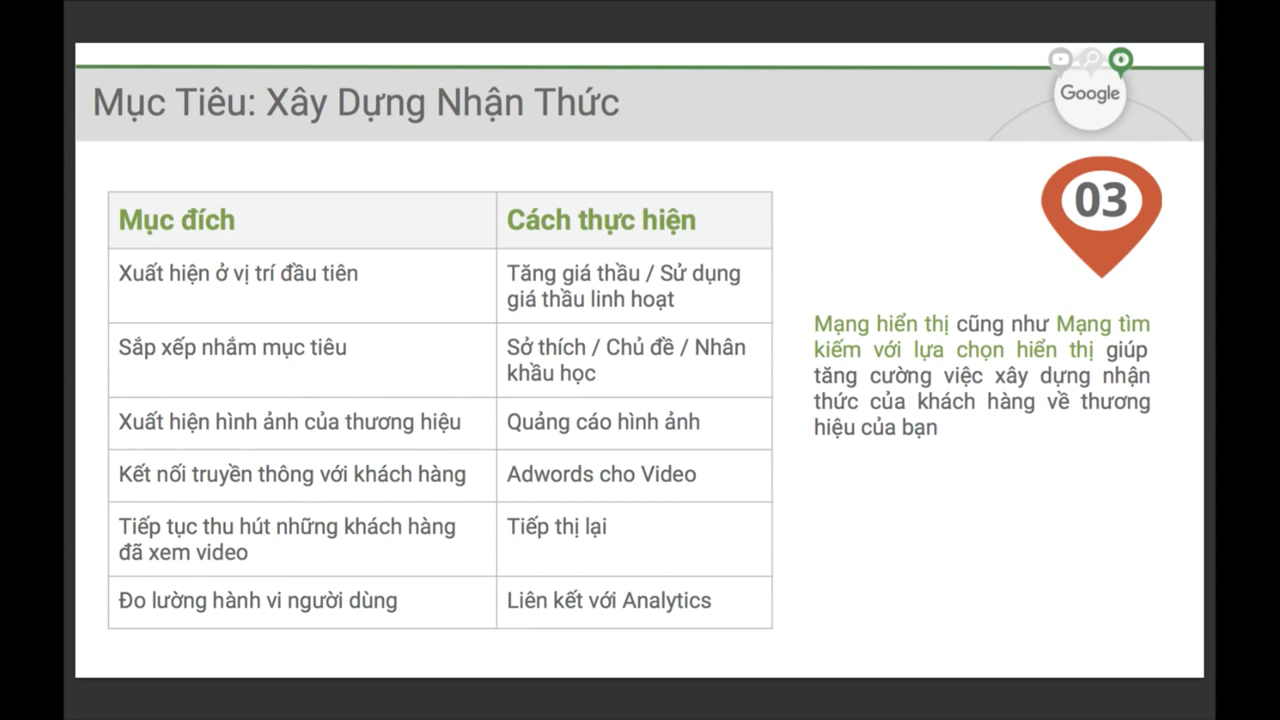 Mục Tiêu: Xây Dựng Nhận Thức
Google
03
Mục đích
Cách thực hiện
Xuất hiện ở vị trí đầu tiên
Tăng giá thầu / Sử dụng
giá thầu linh hoạt
Sắp xếp nhắm mục tiêu
Sở thích / Chủ đề / Nhân
khẩu học
Xuất hiện hình ảnh của thương hiệu
Quảng cáo hình ảnh
Kết nối truyền thông với khách hàng
Adwords cho Video
Tiếp tục thu hút những khách hàng
đã xem video
Tiếp thị lại
Đo lường hành vi người dùng
Liên kết với Analytics
Mạng hiển thị cũng như Mạng tìm
kiếm với lựa chọn hiển thị giúp
tăng cường việc xây dựng nhận
thức của khách hàng về thương
hiệu của bạn